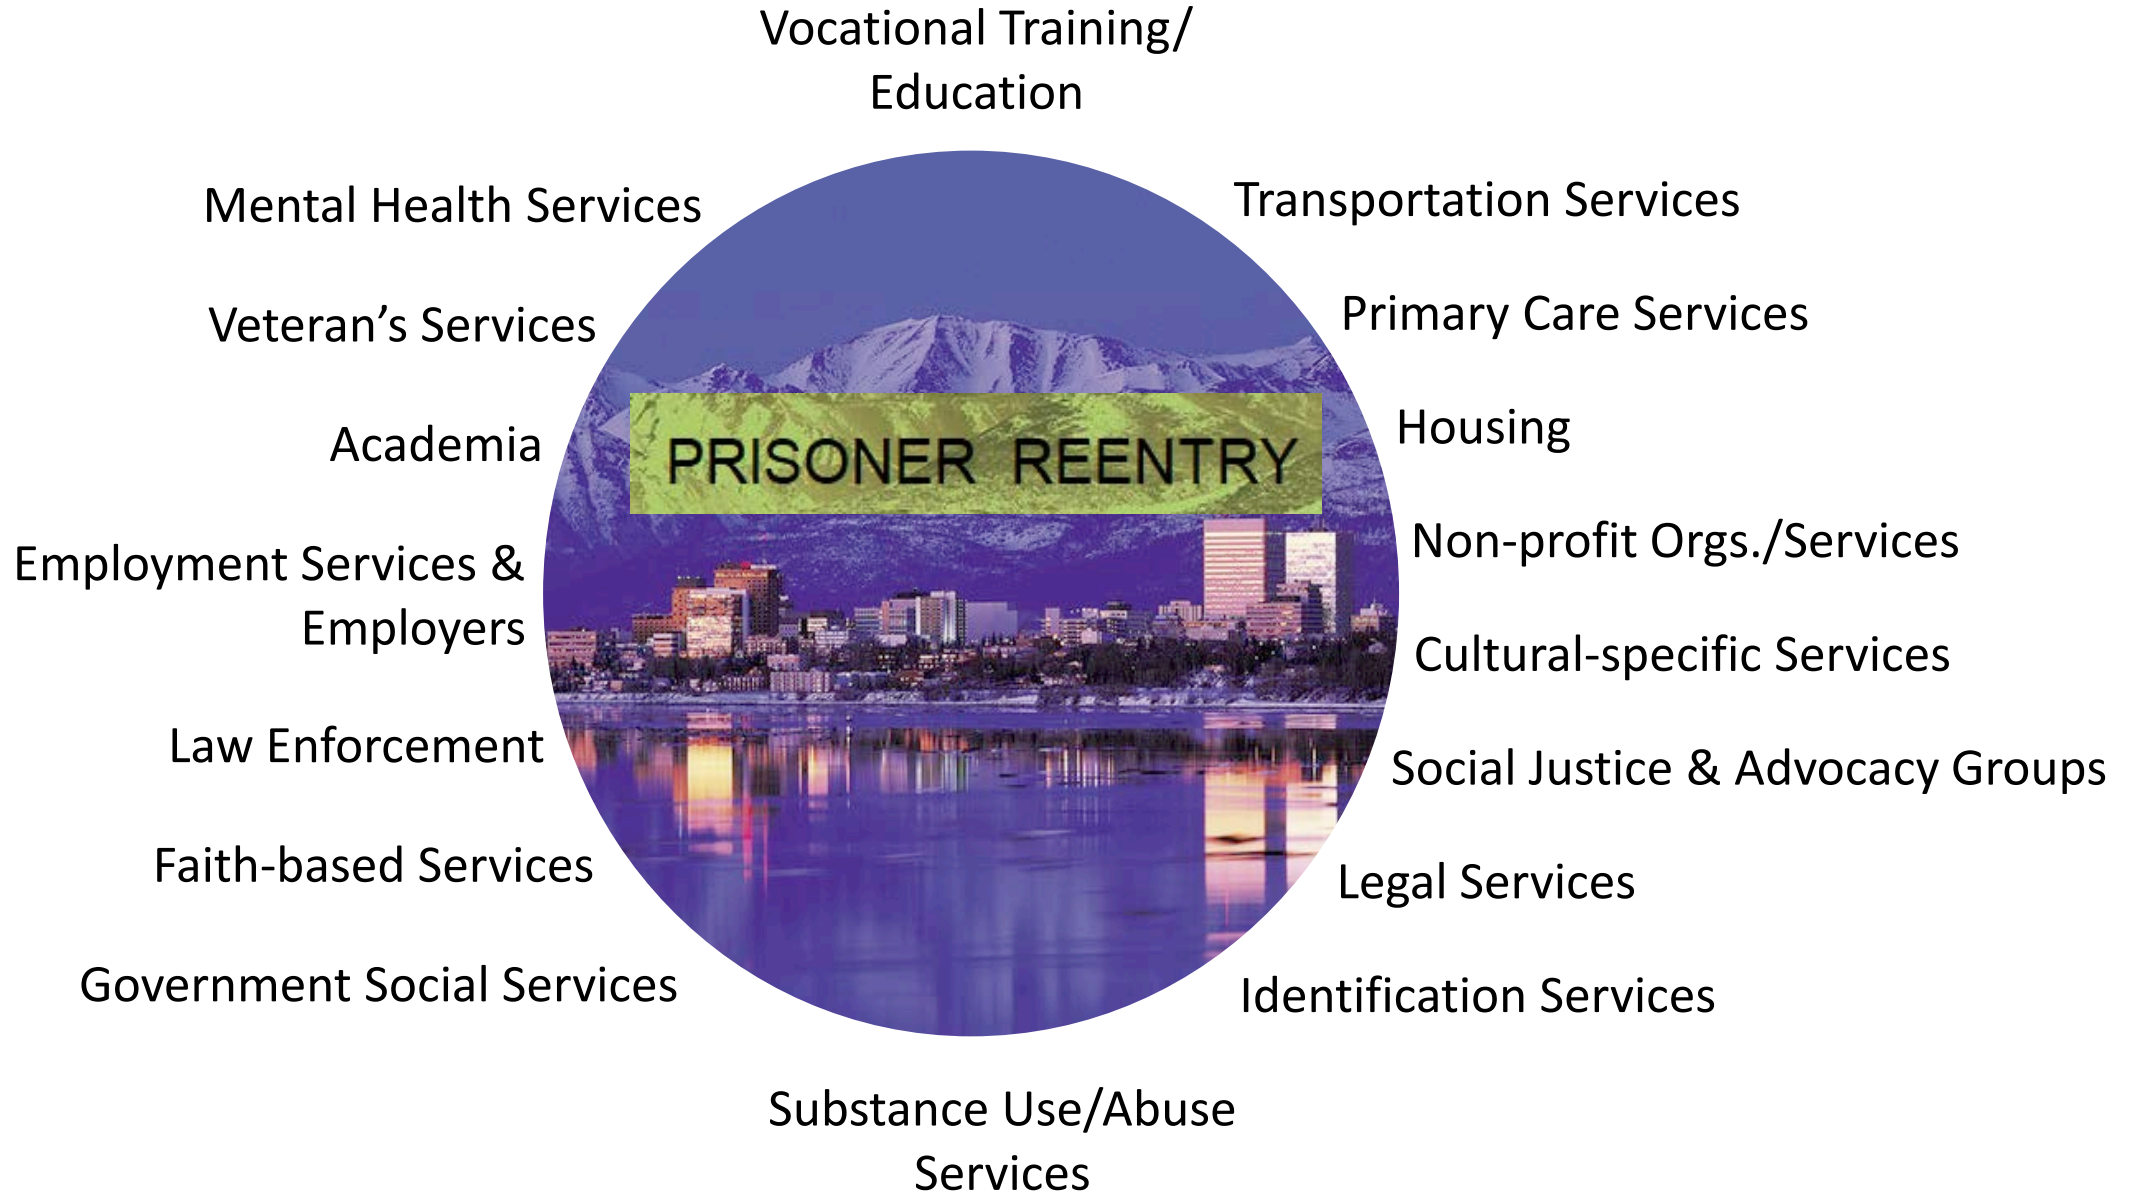 Vocational Training/
Education
Mental Health Services
Veteran’s Services
Academia
Employment Services &
Employers
Law Enforcement
Faith-based Services
Government Social Services
PRISONER REENTRY
Transportation Services
Primary Care Services
Housing
Non-profit Orgs./Services
Cultural-specific Services
Social Justice & Advocacy Groups
Legal Services
Identification Services
Substance Use/Abuse
Services